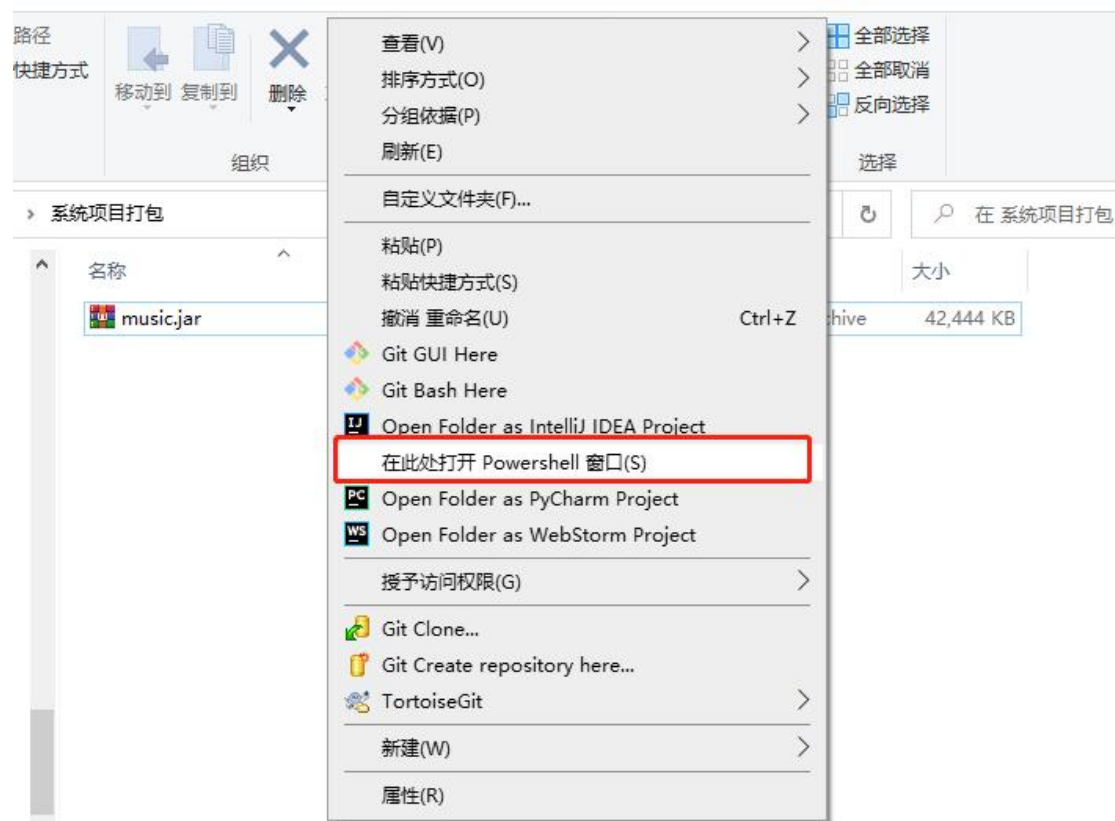 路径
快捷方式
移动到 复制到 删除
组织
全部选择
全部取消
反向选择
选择
系统项目打包
在 系统项目打包
名称
大小
music.jar
hive
42,444 KB
查看(V)
排序方式(O)
分组依据(P)
刷新(E)
自定义文件夹(F)...
粘贴(P)
粘贴快捷方式(S)
撤消 重命名(U) Ctrl+Z
Git GUI Here
Git Bash Here
Open Folder as IntelliJ IDEA Project
在此处打开 Powershell 窗口(S)
Open Folder as PyCharm Project
Open Folder as WebStorm Project
授予访问权限(G)
Git Clone...
Git Create repository here...
TortoiseGit
新建(W)
属性(R)